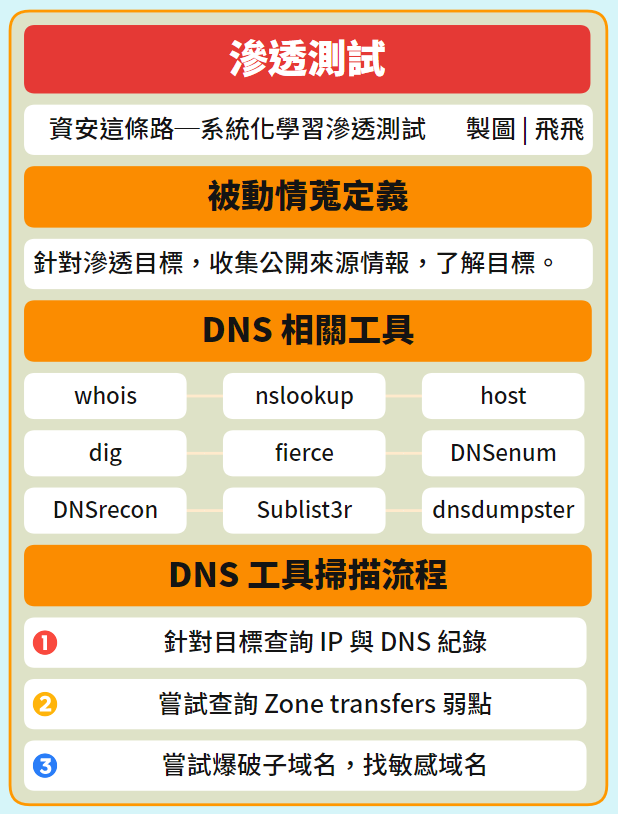 滲透測試
資安這條路─系統化學習滲透測試 製圖 | 飛飛
被動情蒐定義
針對滲透目標，收集公開來源情報，了解目標。
DNS 相關工具
whois nslookup host
dig fierce DNSenum
DNSrecon Sublist3r dnsdumpster
DNS 工具掃描流程
1 針對目標查詢 IP 與 DNS 紀錄
2 嘗試查詢 Zone transfers 弱點
3 嘗試爆破子域名，找敏感域名